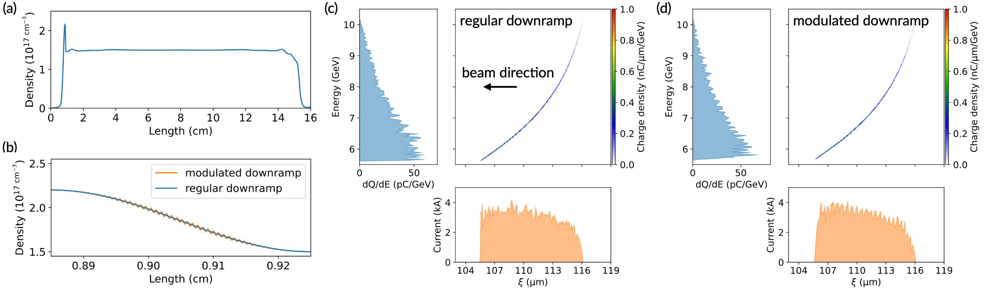 (a)
Density (10¹⁷ cm⁻³)
2
1
0
0 2 4 6 8 10 12 14 16
Length (cm)
(b)
Density (10¹⁷ cm⁻³)
2.5
2.0
1.5
modulated downramp
regular downramp
0.89 0.90 0.91 0.92
Length (cm)
(c)
Energy (GeV)
10
9
8
7
6
0 50
dQ/dE (pC/GeV)
regular downramp
beam direction
1.0
0.8
0.6
0.4
0.2
0.0
Charge density (nC/μm/GeV)
Current (kA)
4
2
0
104 107 110 113 116 119
ξ (μm)
(d)
Energy (GeV)
10
9
8
7
6
0 50
dQ/dE (pC/GeV)
modulated downramp
1.0
0.8
0.6
0.4
0.2
0.0
Charge density (nC/μm/GeV)
Current (kA)
4
2
0
104 107 110 113 116 119
ξ (μm)